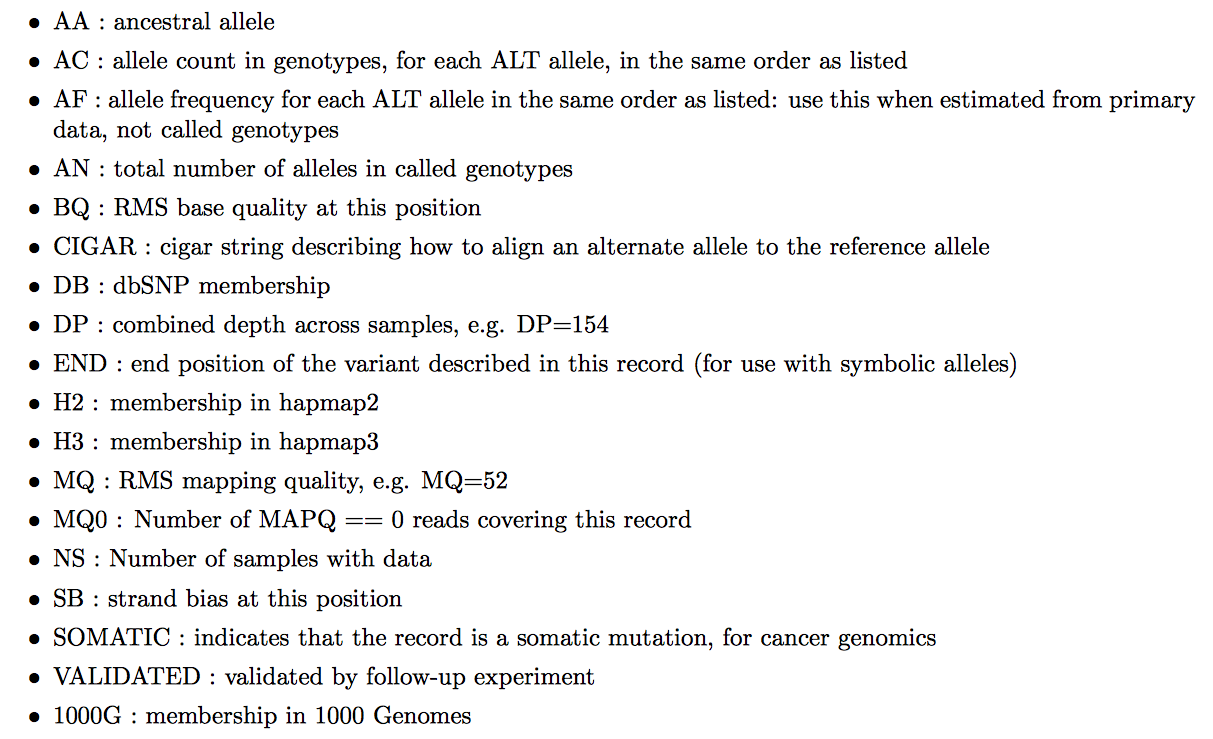 • AA : ancestral allele
• AC : allele count in genotypes, for each ALT allele, in the same order as listed
• AF : allele frequency for each ALT allele in the same order as listed: use this when estimated from primary
data, not called genotypes
• AN : total number of alleles in called genotypes
• BQ : RMS base quality at this position
• CIGAR : cigar string describing how to align an alternate allele to the reference allele
• DB : dbSNP membership
• DP : combined depth across samples, e.g. DP=154
• END : end position of the variant described in this record (for use with symbolic alleles)
• H2 : membership in hapmap2
• H3 : membership in hapmap3
• MQ : RMS mapping quality, e.g. MQ=52
• MQ0 : Number of MAPQ == 0 reads covering this record
• NS : Number of samples with data
• SB : strand bias at this position
• SOMATIC : indicates that the record is a somatic mutation, for cancer genomics
• VALIDATED : validated by follow-up experiment
• 1000G : membership in 1000 Genomes